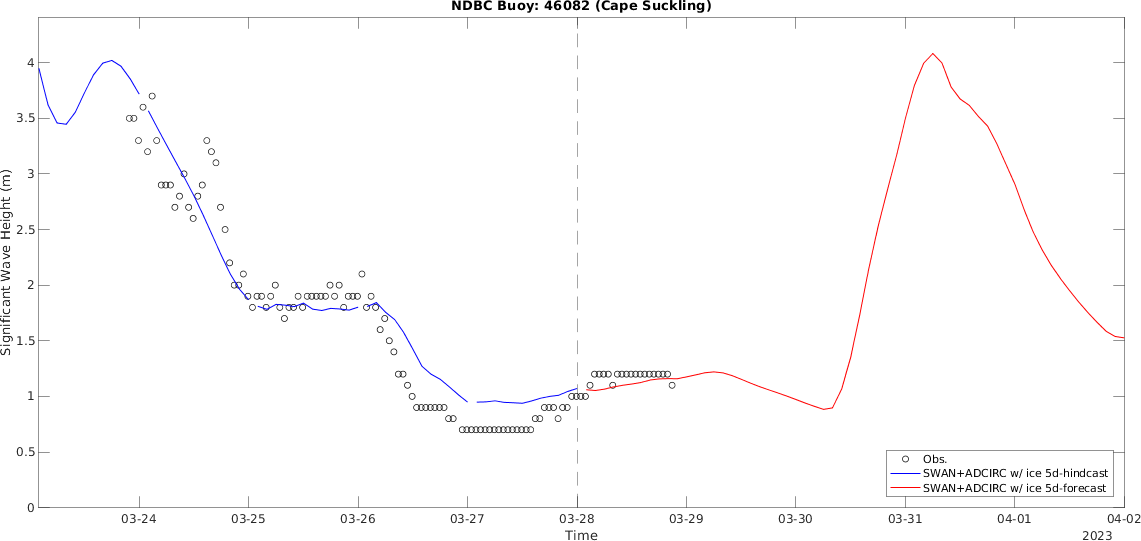 NDBC Buoy: 46082 (Cape Suckling)
Significant Wave Height (m)
4
3.5
3
2.5
2
1.5
1
0.5
0
Obs.
SWAN+ADCIRC w/ ice 5d-hindcast
SWAN+ADCIRC w/ ice 5d-forecast
03-24 03-25 03-26 03-27 03-28 03-29 03-30 03-31 04-01 04-02
Time
2023